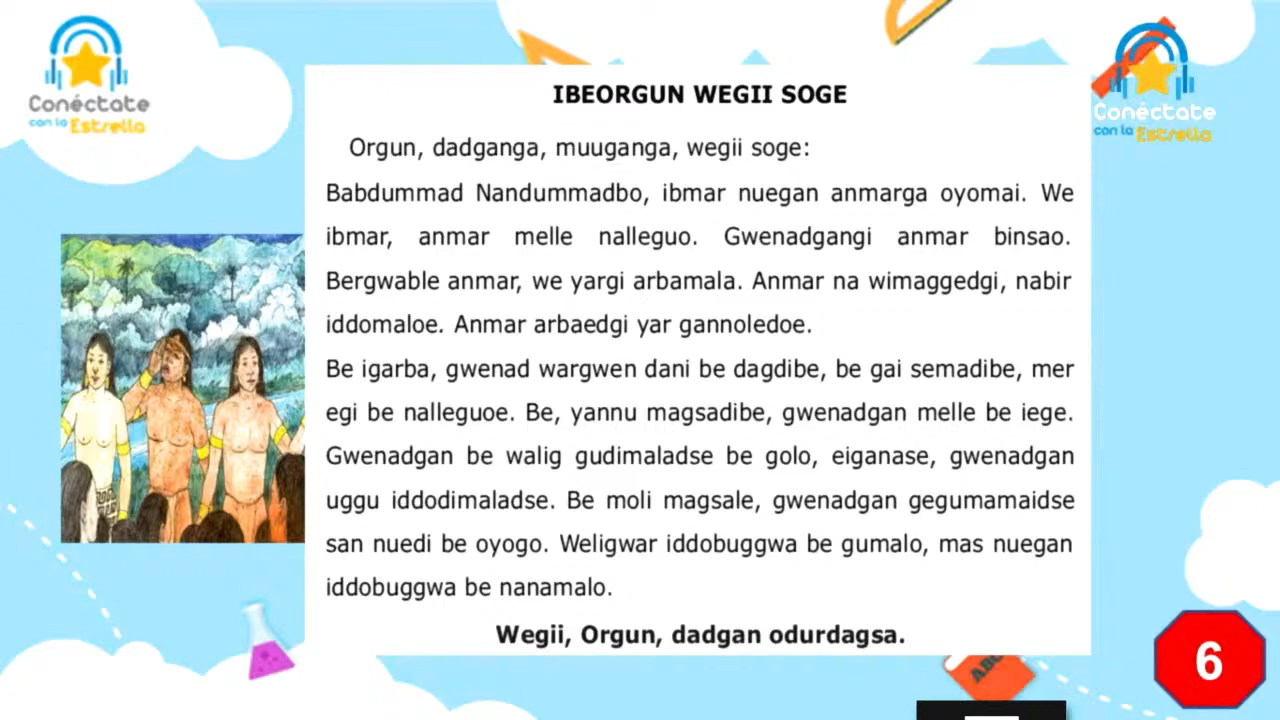 Conéctate
con la Estrella
Conéctate
con la Estrella
IBEORGUN WEGII SOGE
Orgun, dadganga, muuganga, wegii soge:
Babdummad Nandummadbo, ibmar nuegan anmarga oyomai. We
ibmar, anmar melle nalleguo. Gwenadgangi anmar binsao.
Bergwable anmar, we yargi arbamala. Anmar na wimaggedgi, nabir
iddomaloe. Anmar arbaedgi yar gannoledoe.
Be igarba, gwenad wargwen dani be dagdibe, be gai semadibe, mer
egi be nalleguoe. Be, yannu magsadibe, gwenadgan melle be iege.
Gwenadgan be walig gudimaladse be golo, eiganase, gwenadgan
uggu iddodimaladse. Be moli magsale, gwenadgan gegumamaidse
san nuedi be oyogo. Weligwar iddobuggwa be gumalo, mas nuegan
iddobuggwa be nanamalo.
Wegii, Orgun, dadgan odurdagsa.
ABC
6